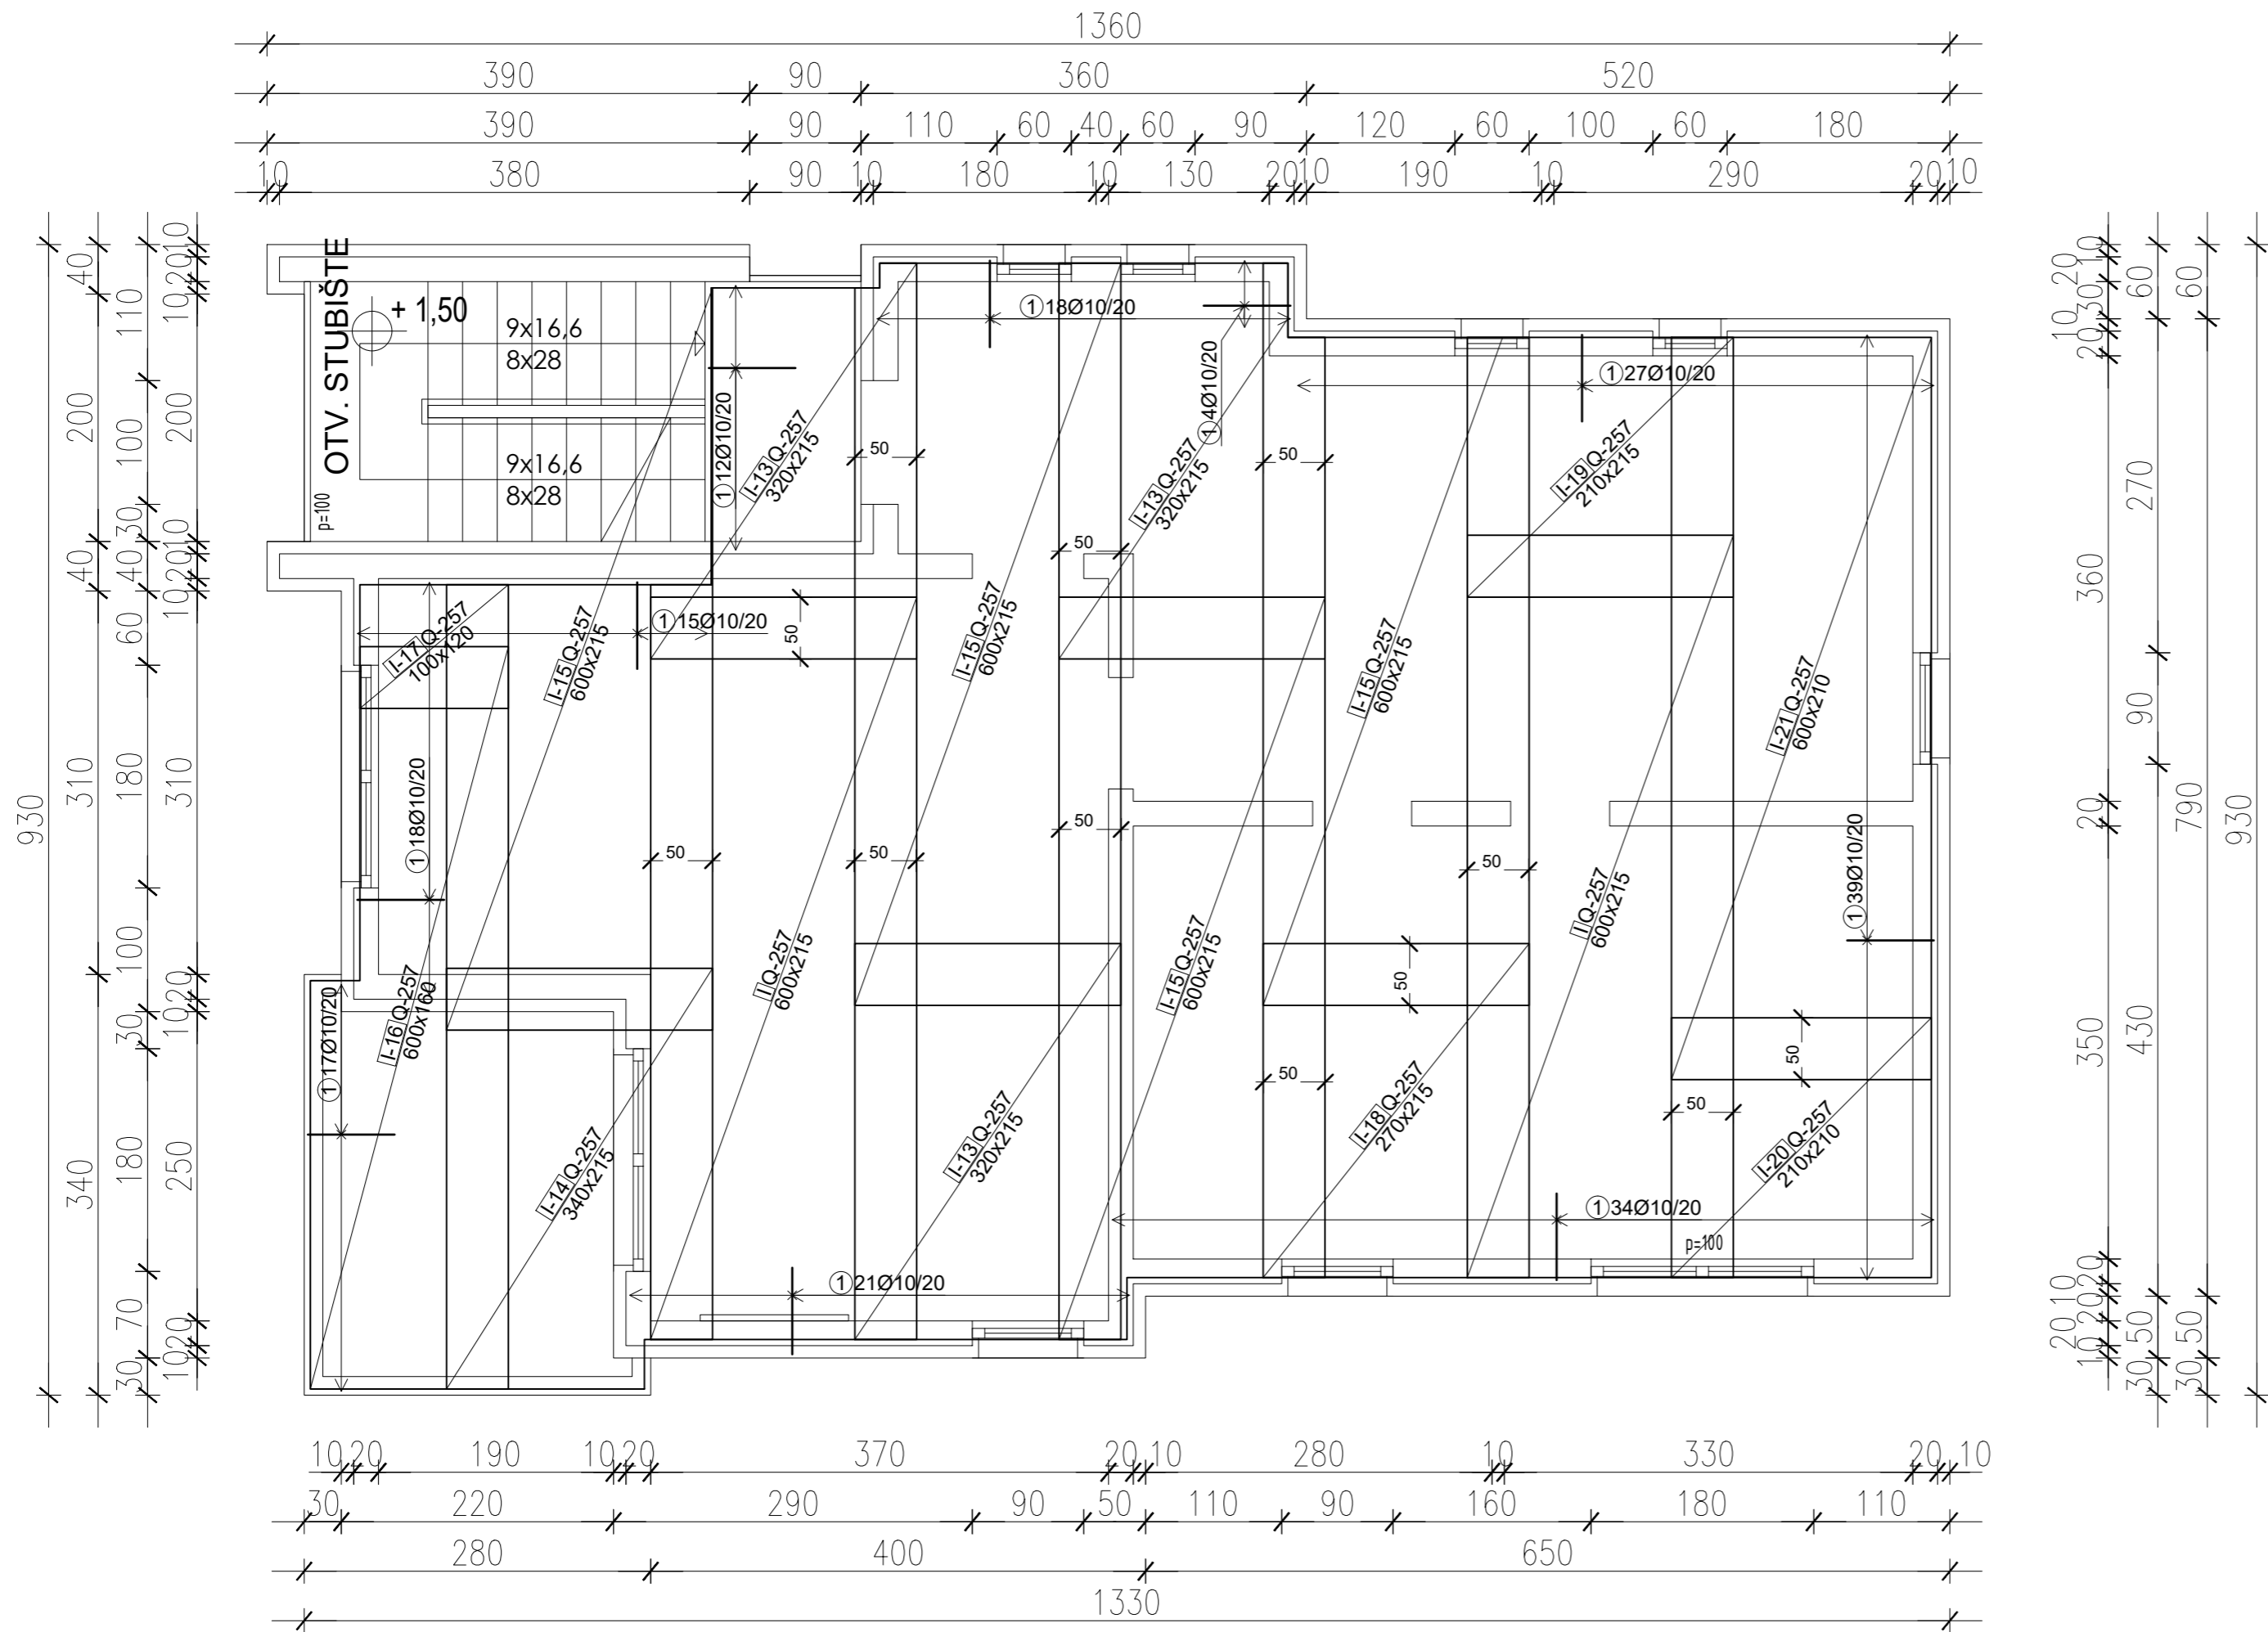 1360
390 90 360 520
390 90 110 60 40 60 90 120 60 100 60 180
10 380 90 10 180 10 130 20 10 190 10 290 20 10
930
40 200 40 310 340
110 100 30 40 60 180 100 30 180 70 30
10 20 10 200 10 20 10 310 10 20 250 10 20
OTV. STUBIŠTE
+ 1,50
9x16,6
8x28
9x16,6
8x28
p=100
① 12Ø10/20
I-13 Q-257
320x215
① 18Ø10/20
① 4Ø10/20
I-13 Q-257
320x215
① 27Ø10/20
I-19 Q-257
210x215
50
50
50
I-17 Q-257
100x120
① 15Ø10/20
50
I-15 Q-257
600x215
I-15 Q-257
600x215
I-15 Q-257
600x215
I-21 Q-257
600x210
① 18Ø10/20
50
50
50
50
① 39Ø10/20
I-16 Q-257
600x160
① 17Ø10/20
I Q-257
600x215
I-15 Q-257
600x215
I Q-257
600x215
50
50
50
50
I-14 Q-257
340x215
I-13 Q-257
320x215
I-18 Q-257
270x215
I-20 Q-257
210x210
① 21Ø10/20
① 34Ø10/20
p=100
10 20 30 10 20 360 20 350 20 10 20 20 10
60 270 90 430 50 30
60 790 50 30
930
10 20 190 10 20 370 20 10 280 10 330 20 10
30 220 290 90 50 110 90 160 180 110
280 400 650
1330